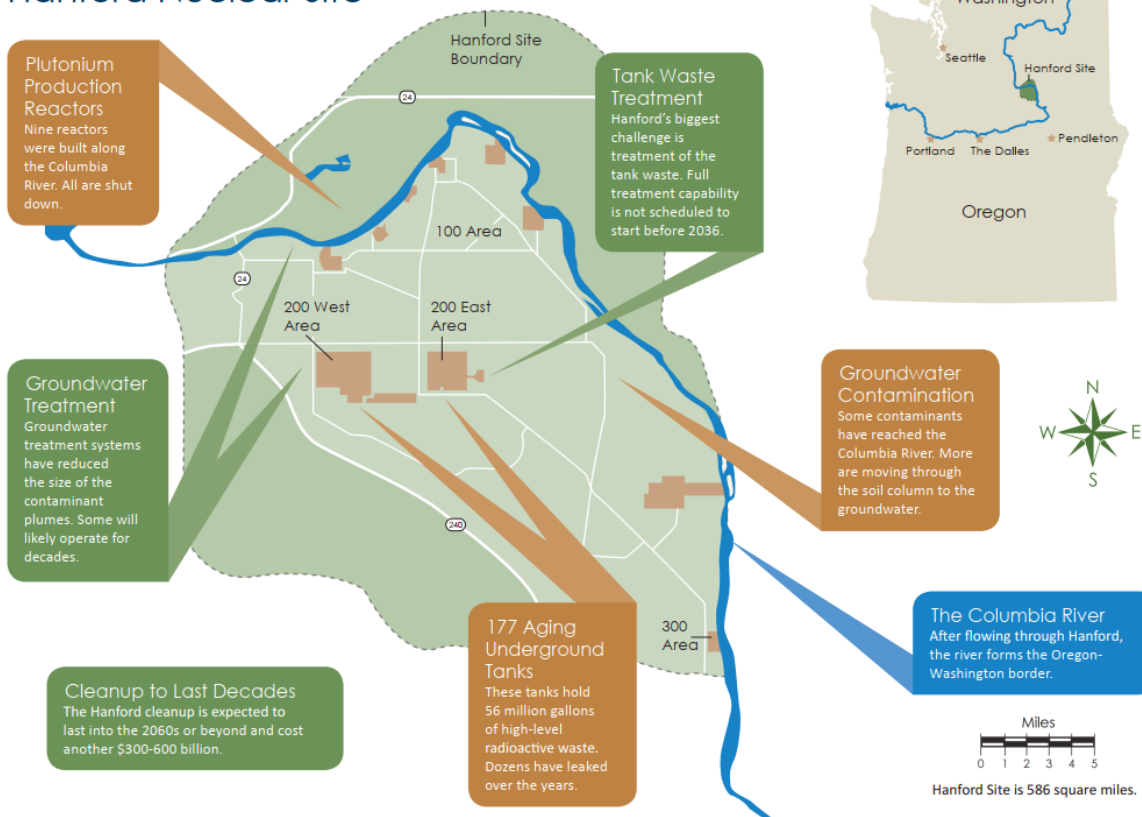 Hanford Nuclear Site
Plutonium
Production
Reactors
Nine reactors
were built along
the Columbia
River. All are shut
down.
Hanford Site
Boundary
24
Tank Waste
Treatment
Hanford's biggest
challenge is
treatment of the
tank waste. Full
treatment capability
is not scheduled to
start before 2036.
Washington
Seattle
Hanford Site
Portland
The Dalles
Pendleton
Oregon
100 Area
24
200 West
Area
200 East
Area
Groundwater
Treatment
Groundwater
treatment systems
have reduced
the size of the
contaminant
plumes. Some will
likely operate for
decades.
Groundwater
Contamination
Some contaminants
have reached the
Columbia River. More
are moving through
the soil column to the
groundwater.
N
W
E
S
240
177 Aging
Underground
Tanks
These tanks hold
56 million gallons
of high-level
radioactive waste.
Dozens have leaked
over the years.
300
Area
The Columbia River
After flowing through Hanford,
the river forms the Oregon-
Washington border.
Cleanup to Last Decades
The Hanford cleanup is expected to
last into the 2060s or beyond and cost
another $300-600 billion.
Miles
0 1 2 3 4 5
Hanford Site is 586 square miles.